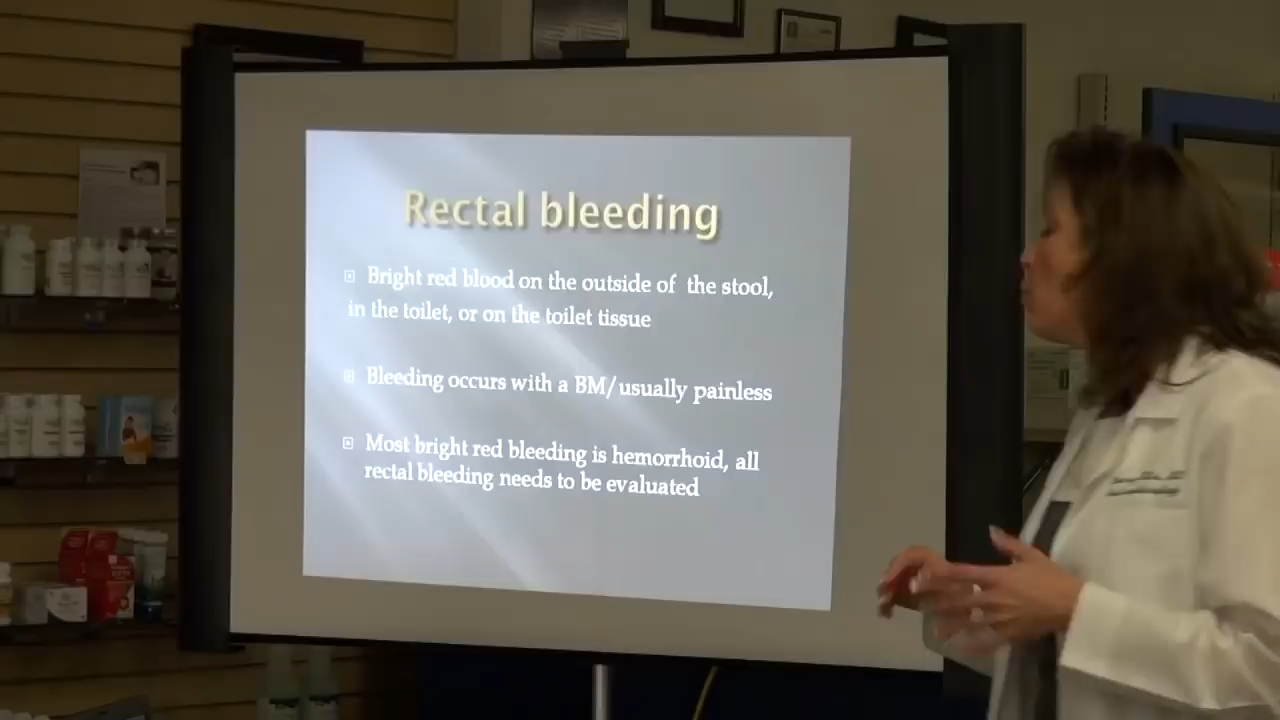 Rectal bleeding
Bright red blood on the outside of the stool,
in the toilet, or on the toilet tissue
Bleeding occurs with a BM/usually painless
Most bright red bleeding is hemorrhoid, all
rectal bleeding needs to be evaluated